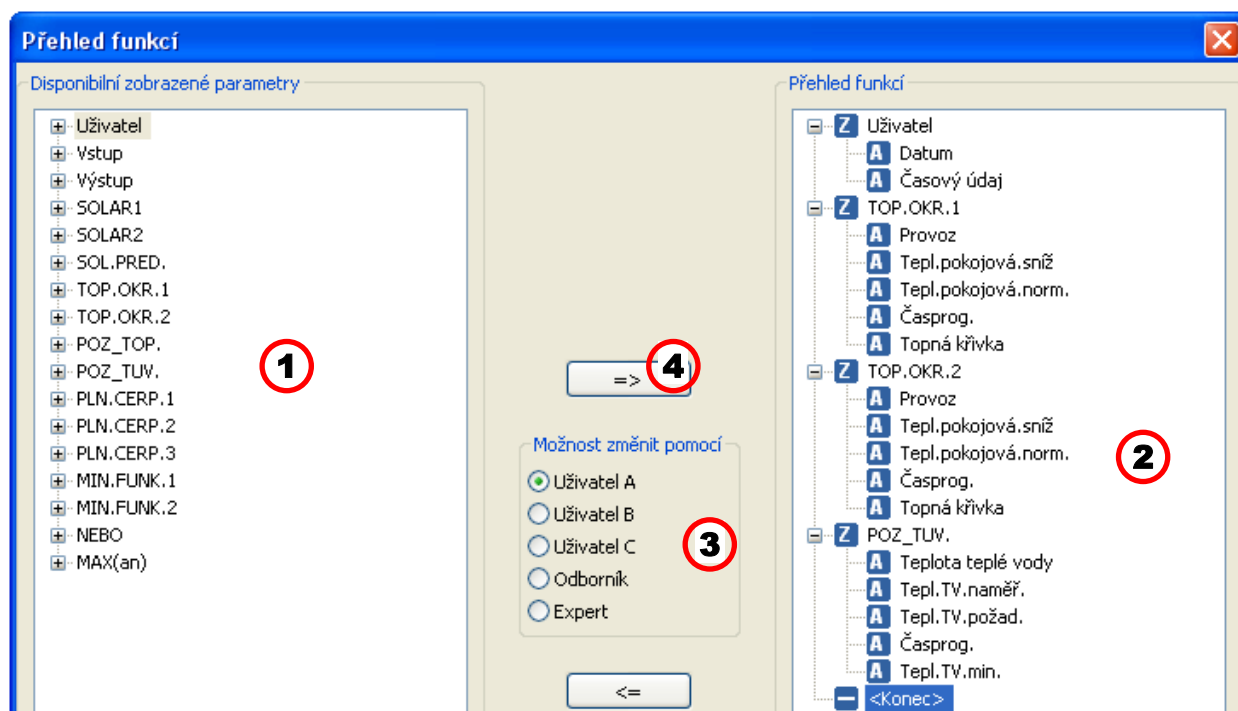 Přehled funkcí
Disponibilní zobrazené parametry
Uživatel
Vstup
Výstup
SOLAR1
SOLAR2
SOL.PRED.
TOP.OKR.1
TOP.OKR.2
POZ_TOP.
POZ_TUV.
PLN.CERP.1
PLN.CERP.2
PLN.CERP.3
MIN.FUNK.1
MIN.FUNK.2
NEBO
MAX(an)
1
=>
4
Možnost změnit pomocí
Uživatel A
Uživatel B
Uživatel C
Odborník
Expert
3
<=
Přehled funkcí
Z Uživatel
A Datum
A Časový údaj
Z TOP.OKR.1
A Provoz
A Tepl.pokojová.sníž
A Tepl.pokojová.norm.
A Časprog.
A Topná křivka
Z TOP.OKR.2
A Provoz
A Tepl.pokojová.sníž
A Tepl.pokojová.norm.
A Časprog.
A Topná křivka
Z POZ_TUV.
A Teplota teplé vody
A Tepl.TV.naměř.
A Tepl.TV.požad.
A Časprog.
A Tepl.TV.min.
<Konec>
2